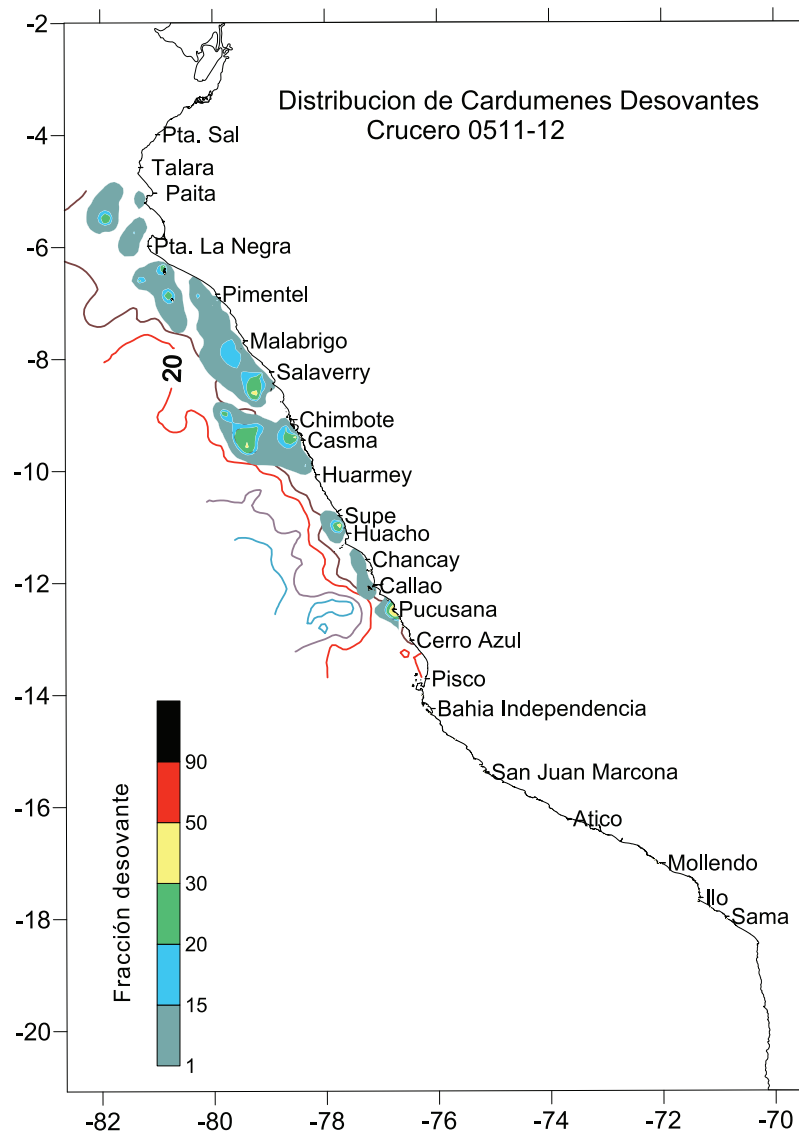 -2
Distribucion de Cardumenes Desovantes
Crucero 0511-12
-4
Pta. Sal
Talara
Paita
-6
Pta. La Negra
Pimentel
Malabrigo
-8
20
Salaverry
Chimbote
Casma
-10
Huarmey
Supe
Huacho
Chancay
-12
Callao
Pucusana
Cerro Azul
Pisco
-14
Bahia Independencia
San Juan Marcona
-16
Atico
Mollendo
Ilo
-18
Sama
-20
Fracción desovante
90
50
30
20
15
1
-82
-80
-78
-76
-74
-72
-70